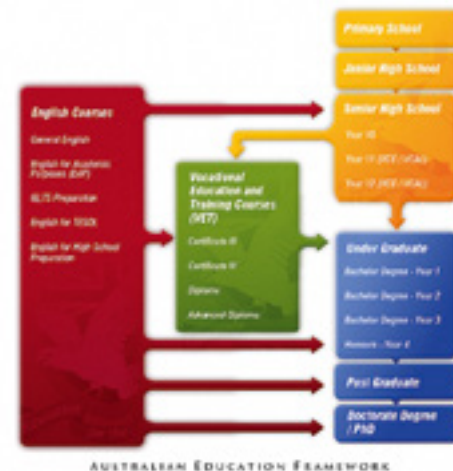 English Courses
General English
English for Academic
Purposes (EAP)
IELTS Preparation
English for TESOL
English for High School
Preparation
Vocational
Education and
Training Courses
(VET)
Certificate III
Certificate IV
Diploma
Advanced Diploma
Primary School
Junior High School
Senior High School
Year 10
Year 11 (VCE/VCAL)
Year 12 (VCE/VCAL)
Under Graduate
Bachelor Degree - Year 1
Bachelor Degree - Year 2
Bachelor Degree - Year 3
Honours - Year 4
Post Graduate
Doctorate Degree
/ PhD
AUSTRALIAN EDUCATION FRAMEWORK